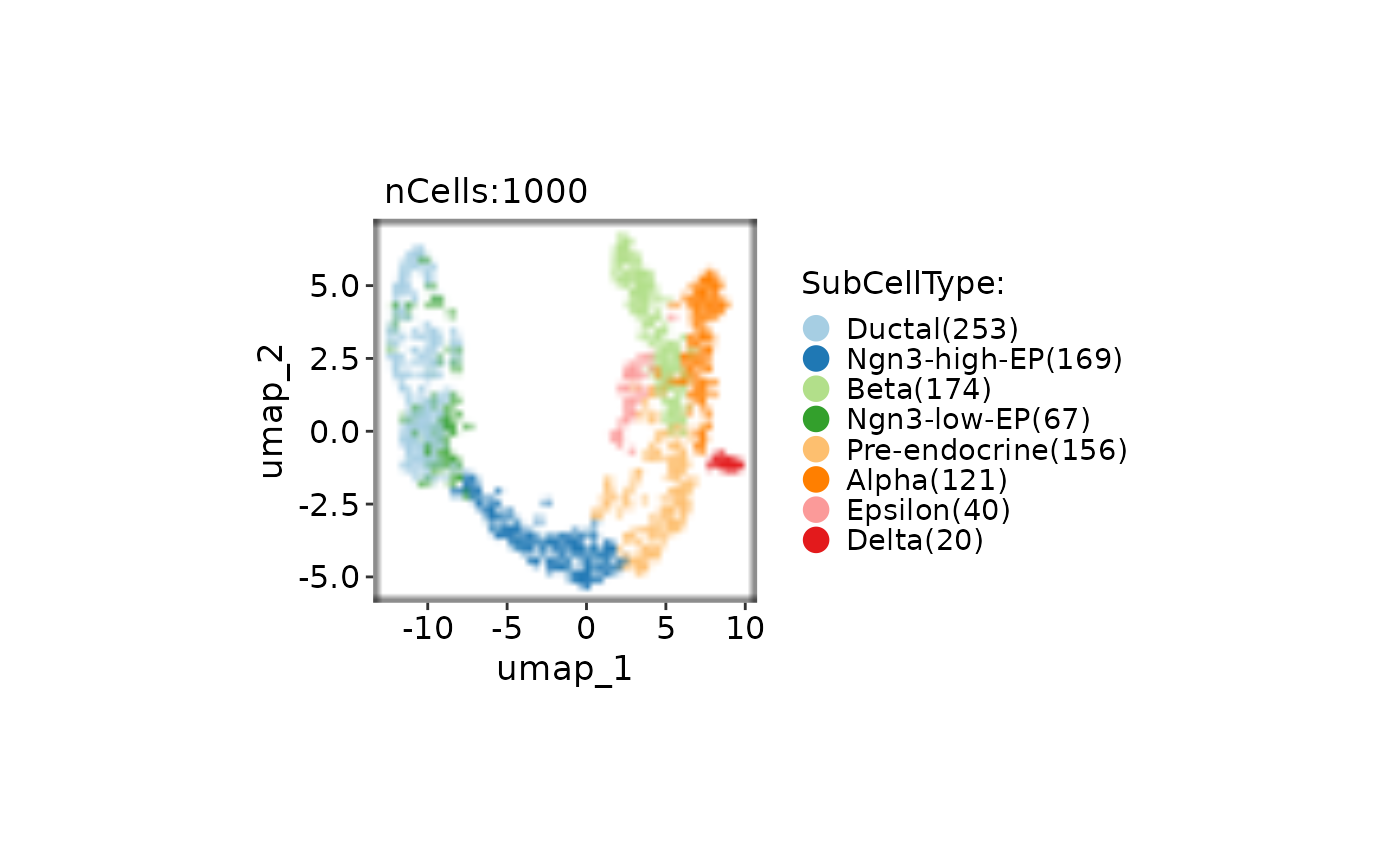 nCells:1000
umap_2
5.0
2.5
0.0
-2.5
-5.0
-10 -5 0 5 10
umap_1
SubCellType:
Ductal(253)
Ngn3-high-EP(169)
Beta(174)
Ngn3-low-EP(67)
Pre-endocrine(156)
Alpha(121)
Epsilon(40)
Delta(20)